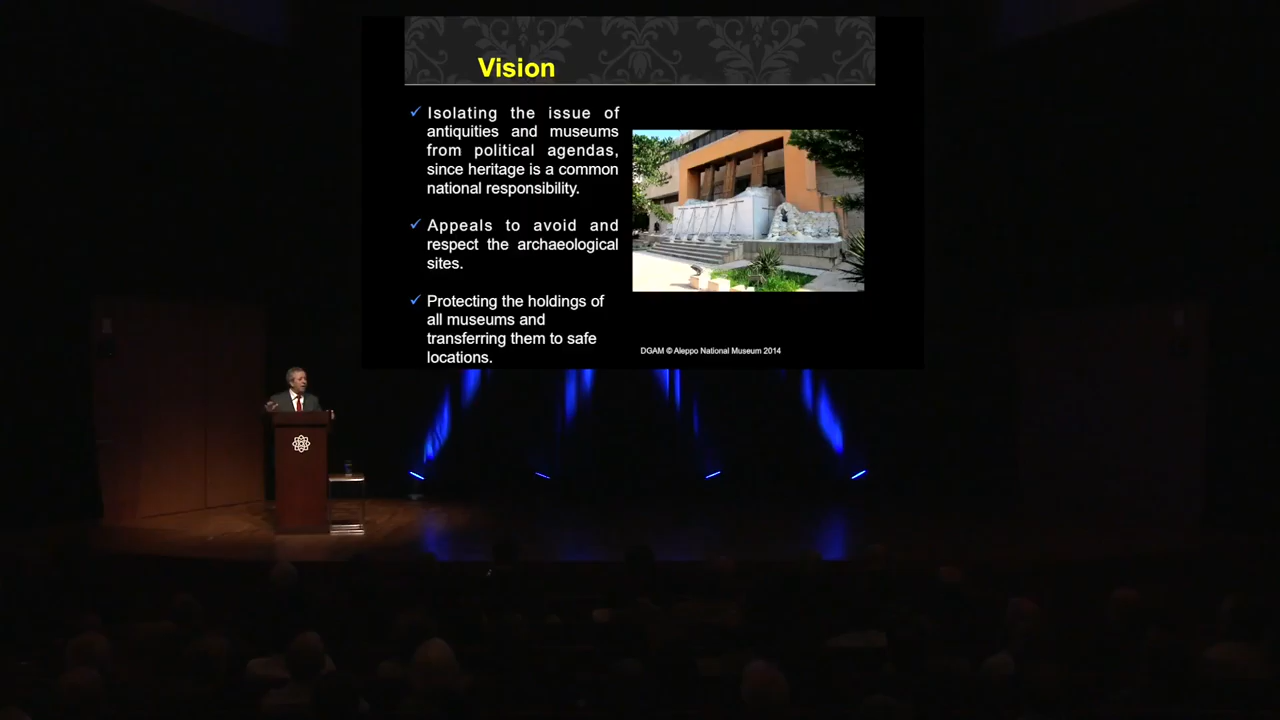 Vision
✓ Isolating the issue of
antiquities and museums
from political agendas,
since heritage is a common
national responsibility.
✓ Appeals to avoid and
respect the archaeological
sites.
✓ Protecting the holdings of
all museums and
transferring them to safe
locations.
DGAM © Aleppo National Museum 2014